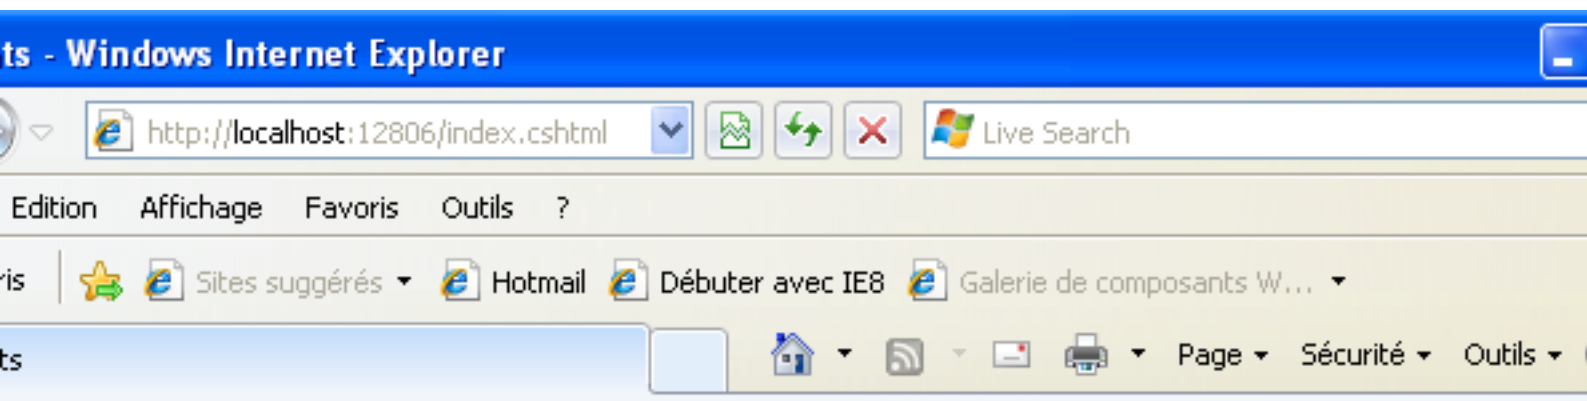 ts - Windows Internet Explorer
http://localhost:12806/index.cshtml Live Search
Edition Affichage Favoris Outils ?
ris Sites suggérés Hotmail Débuter avec IE8 Galerie de composants W...
ts Page Sécurité Outils